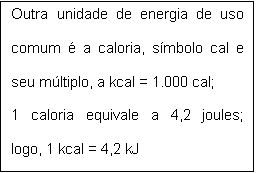 Outra unidade de energia de uso
comum é a caloria, símbolo cal e
seu múltiplo, a kcal = 1.000 cal;
1 caloria equivale a 4,2 joules;
logo, 1 kcal = 4,2 kJ